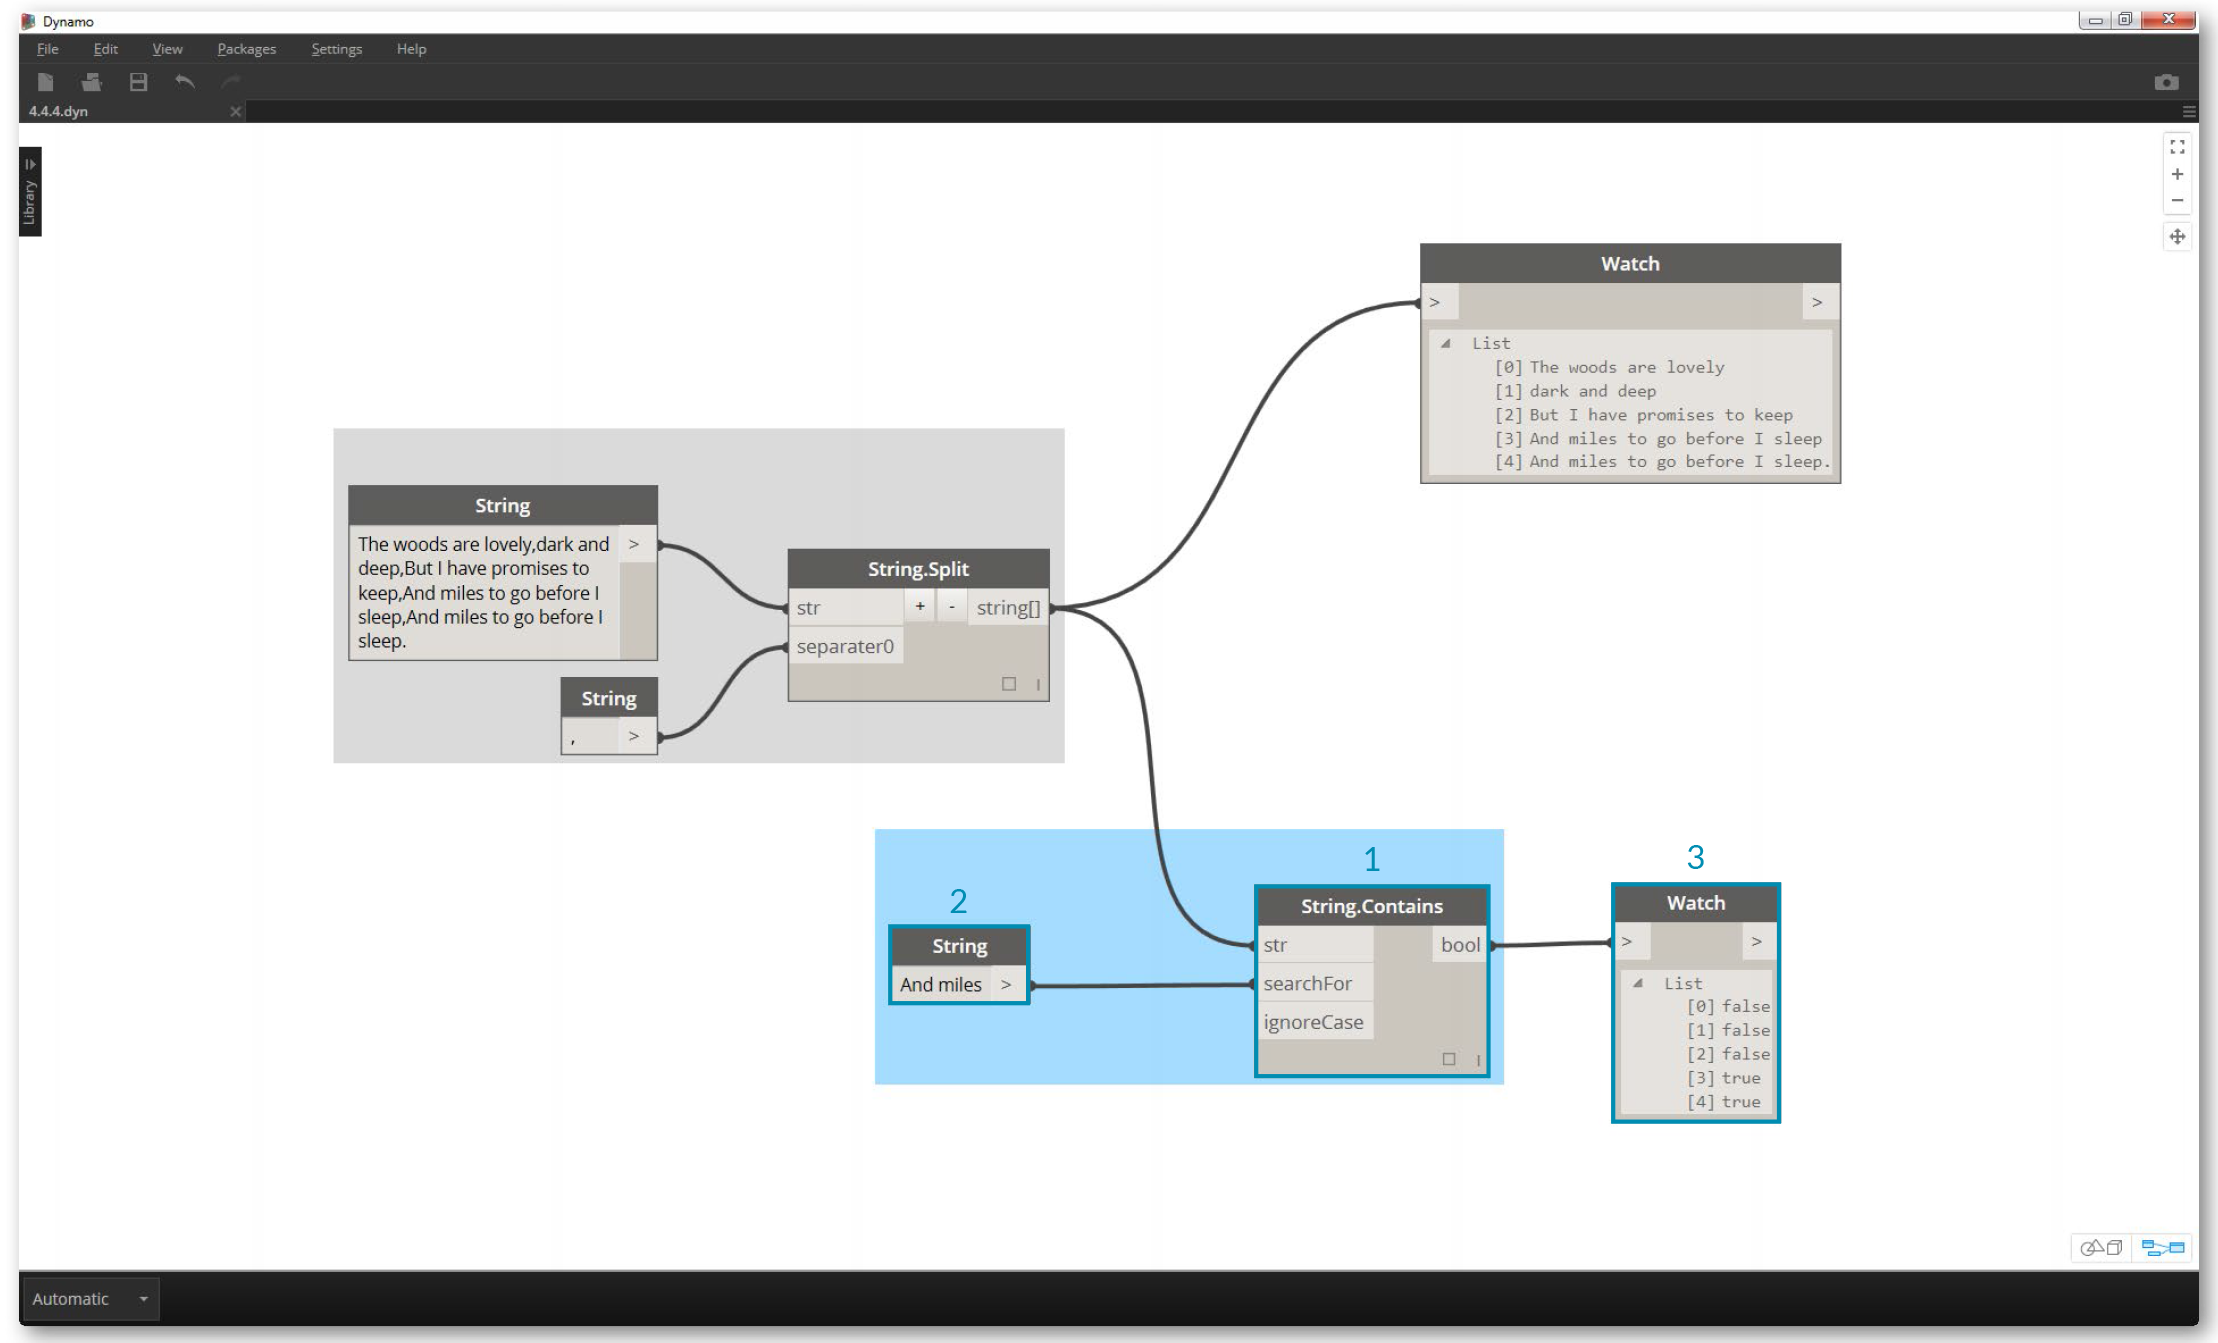 Dynamo
File Edit View Packages Settings Help
4.4.4.dyn
Library
Watch
> >
List
[0] The woods are lovely
[1] dark and deep
[2] But I have promises to keep
[3] And miles to go before I sleep
[4] And miles to go before I sleep.
String
The woods are lovely,dark and >
deep,But I have promises to
keep,And miles to go before I
sleep,And miles to go before I
sleep.
String.Split
str + - string[]
separater0
String
, >
1
2
3
String
And miles >
String.Contains
str bool
searchFor
ignoreCase
Watch
> >
List
[0] false
[1] false
[2] false
[3] true
[4] true
Automatic